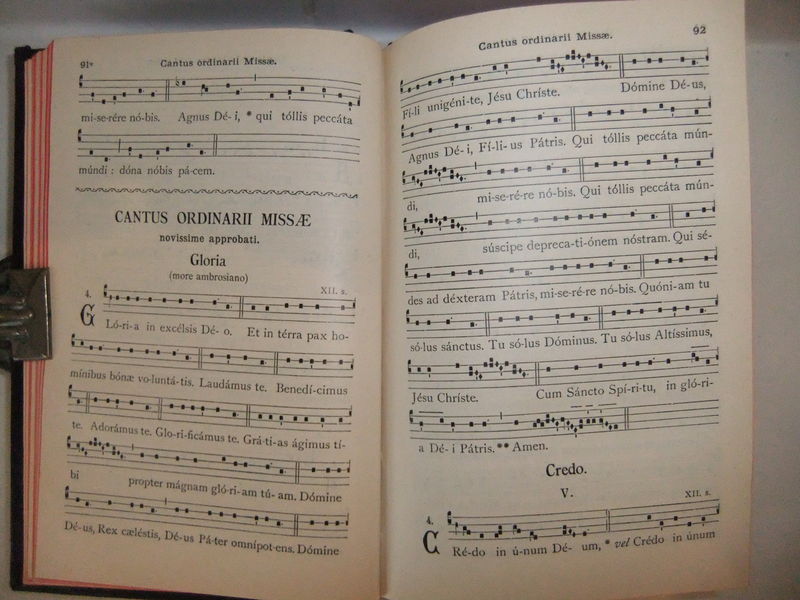 91*
Cantus ordinarii Missæ.
mi-se-rére nó-bis. Agnus Dé-i, * qui tóllis peccáta
múndi : dóna nóbis pá-cem.
CANTUS ORDINARII MISSÆ
novissime approbati.
Gloria
(more ambrosiano)
4.
XII. s.
GLó-ri-a in excélsis Dé-o. Et in térra pax ho-
mínibus bónæ vo-luntá-tis. Laudámus te. Benedí-cimus
te. Adorámus te. Glo-ri-ficámus te. Grá-ti-as ágimus tí-
bi propter mágnam gló-ri-am tú-am. Dómine
Dé-us, Rex cæléstis, Dé-us Pá-ter omnípot-ens. Dómine
Cantus ordinarii Missæ.
92
Fí-li unigéni-te, Jésu Chríste. Dómine Dé-us,
Agnus Dé-i, Fí-li-us Pátris. Qui tóllis peccáta mún-
di, mi-se-ré-re nó-bis. Qui tóllis peccáta mún-
di, súscipe depreca-ti-ónem nóstram. Qui sé-
des ad déxteram Pátris, mi-se-ré-re nó-bis. Quóni-am tu
só-lus sánctus. Tu só-lus Dóminus. Tu só-lus Altíssimus,
Jésu Chríste. Cum Sáncto Spí-ri-tu, in gló-ri-
a Dé-i Pátris. ** Amen.
Credo.
V.
4.
XII. s.
CRé-do in ú-num Dé-um, * vel Crédo in únum